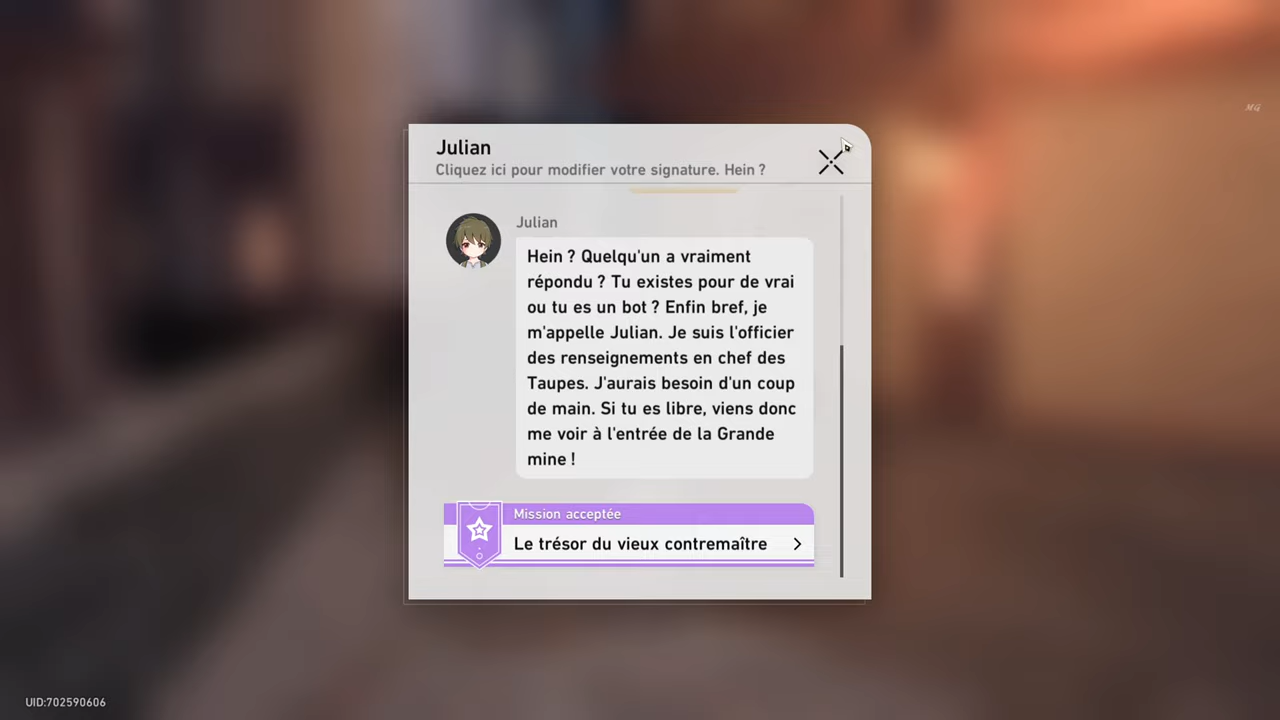 MG
Julian
Cliquez ici pour modifier votre signature. Hein ?
Julian
Hein ? Quelqu'un a vraiment
répondu ? Tu existes pour de vrai
ou tu es un bot ? Enfin bref, je
m'appelle Julian. Je suis l'officier
des renseignements en chef des
Taupes. J'aurais besoin d'un coup
de main. Si tu es libre, viens donc
me voir à l'entrée de la Grande
mine !
Mission acceptée
Le trésor du vieux contremaître
UID:702590606